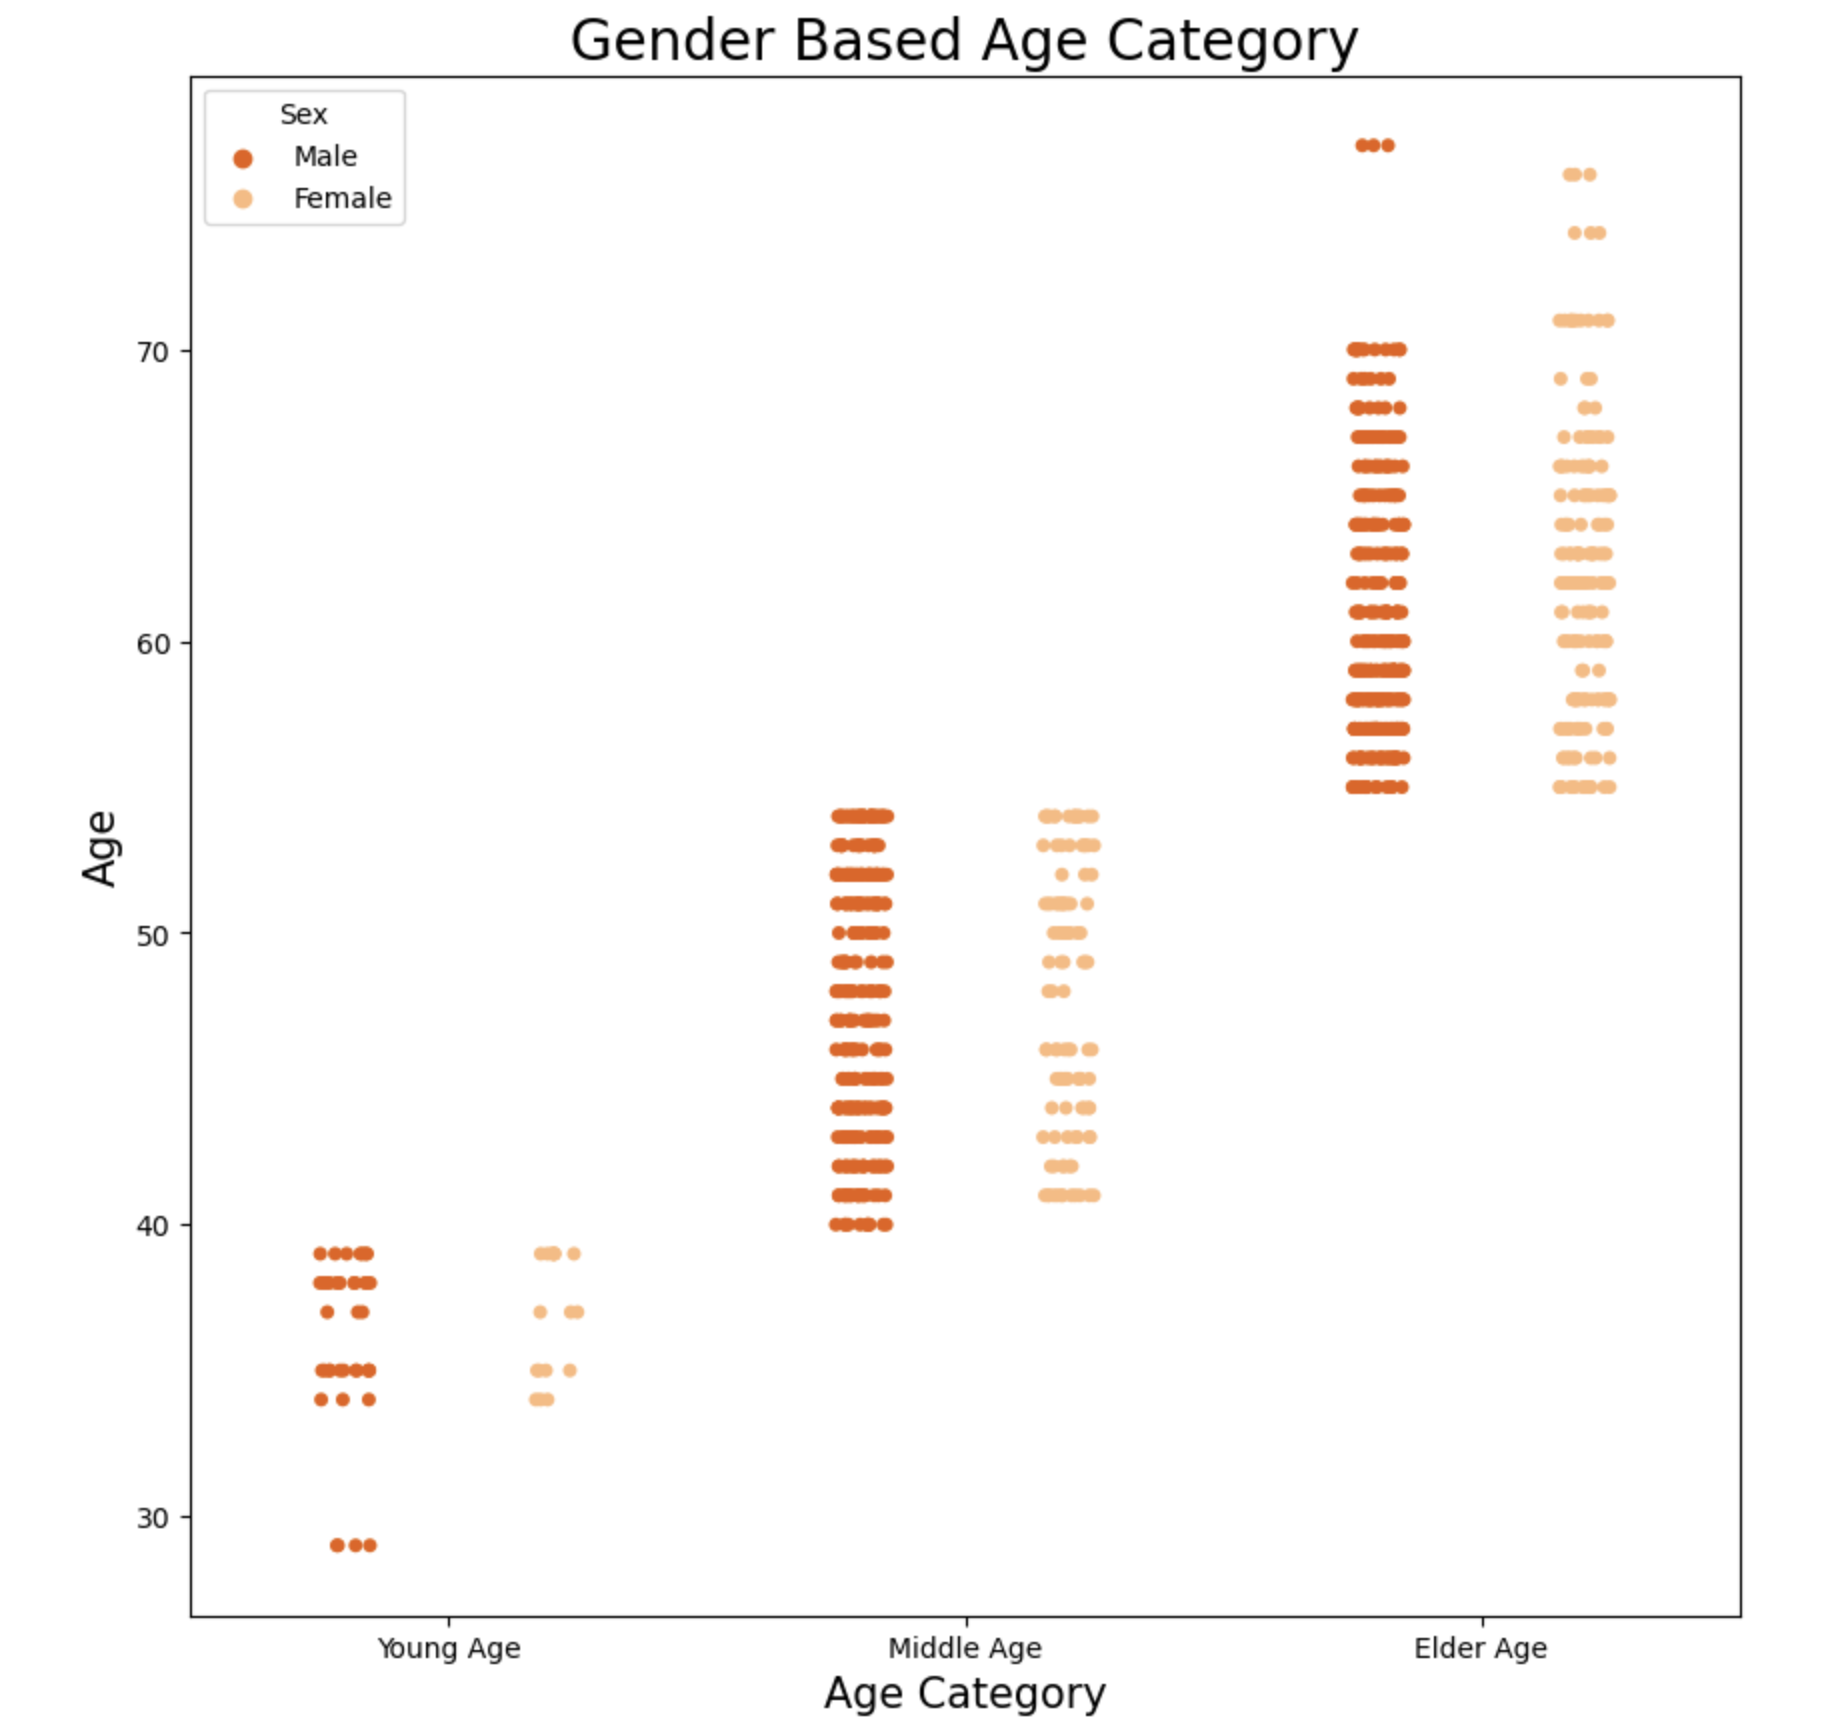 Gender Based Age Category
Sex
Male
Female
70
60
50
40
30
Age
Young Age
Middle Age
Elder Age
Age Category